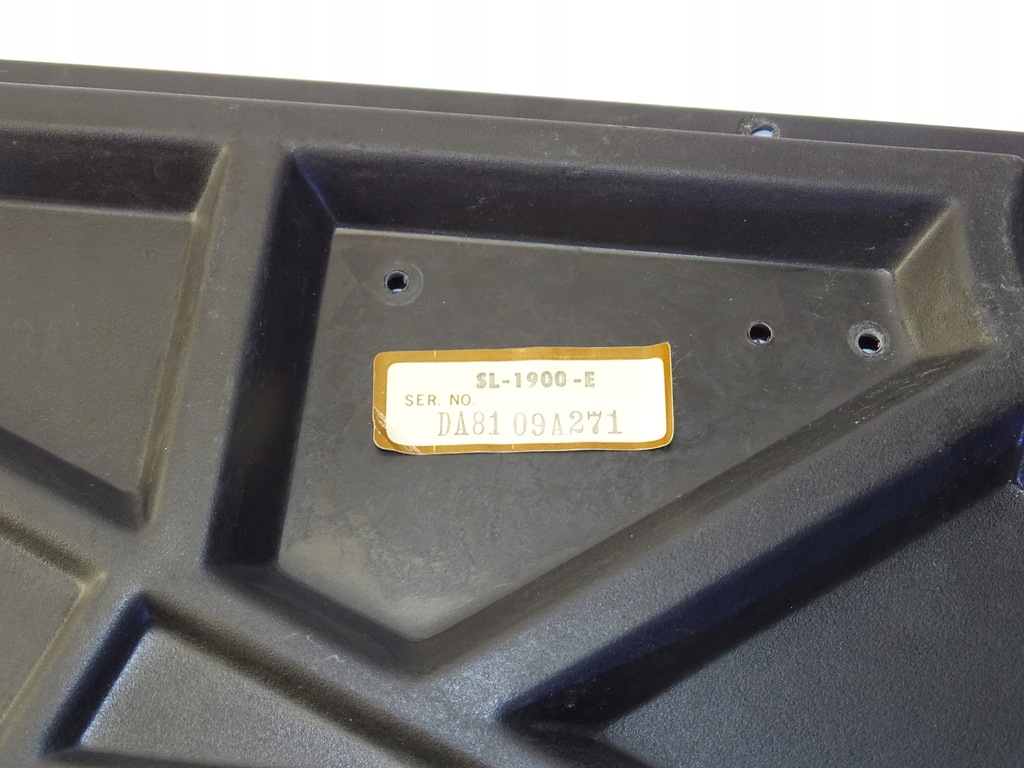 SL-1900-E
SER. NO.
DA81 09A271